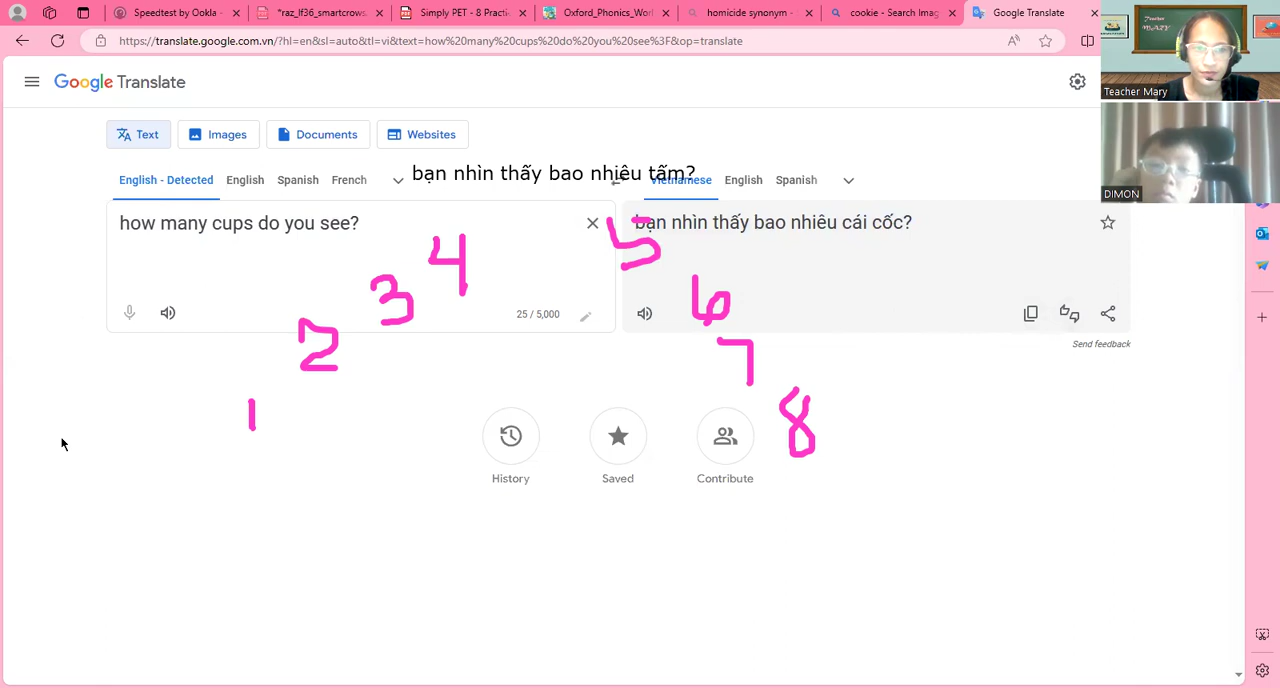 Speedtest by Ookla -
*raz_lf36_smartcrows.
Simply PET - 8 Practi
Oxford_Phonics_Worl
homicide synonym -
cookie - Search Imag
Google Translate
https://translate.google.com.vn/?hl=en&sl=auto&tl=vi&text=how%20many%20cups%20do%20you%20see%3F&op=translate
Teacher Mary
DIMON
Google Translate
Text
Images
Documents
Websites
bạn nhìn thấy bao nhiêu tấm?
English - Detected
English
Spanish
French
Vietnamese
English
Spanish
how many cups do you see?
bạn nhìn thấy bao nhiêu cái cốc?
25 / 5,000
Send feedback
1
2
3
4
5
6
7
8
History
Saved
Contribute